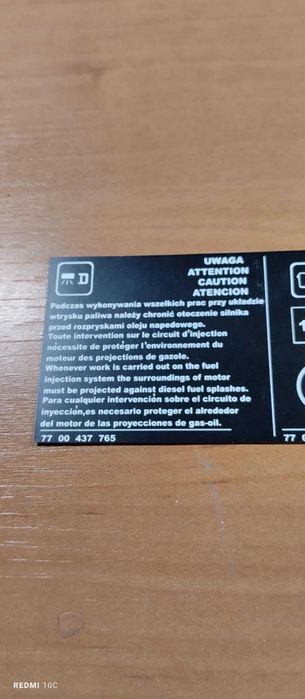 D
UWAGA
ATTENTION
CAUTION
ATENCION
Podczas wykonywania wszelkich prac przy układzie
wtrysku paliwa należy chronić otoczenie silnika
przed rozpryskami oleju napędowego.
Toute intervention sur le circuit d'injection
nécessite de protéger l'environnement du
moteur des projections de gazole.
Whenever work is carried out on the fuel
injection system the surroundings of motor
must be projected against diesel fuel splashes.
Para cualquier intervención sobre el circuito de
inyección,es necesario proteger el alrededor
del motor de las proyecciones de gas-oil.
77 00 437 765
77 0
REDMI 10C